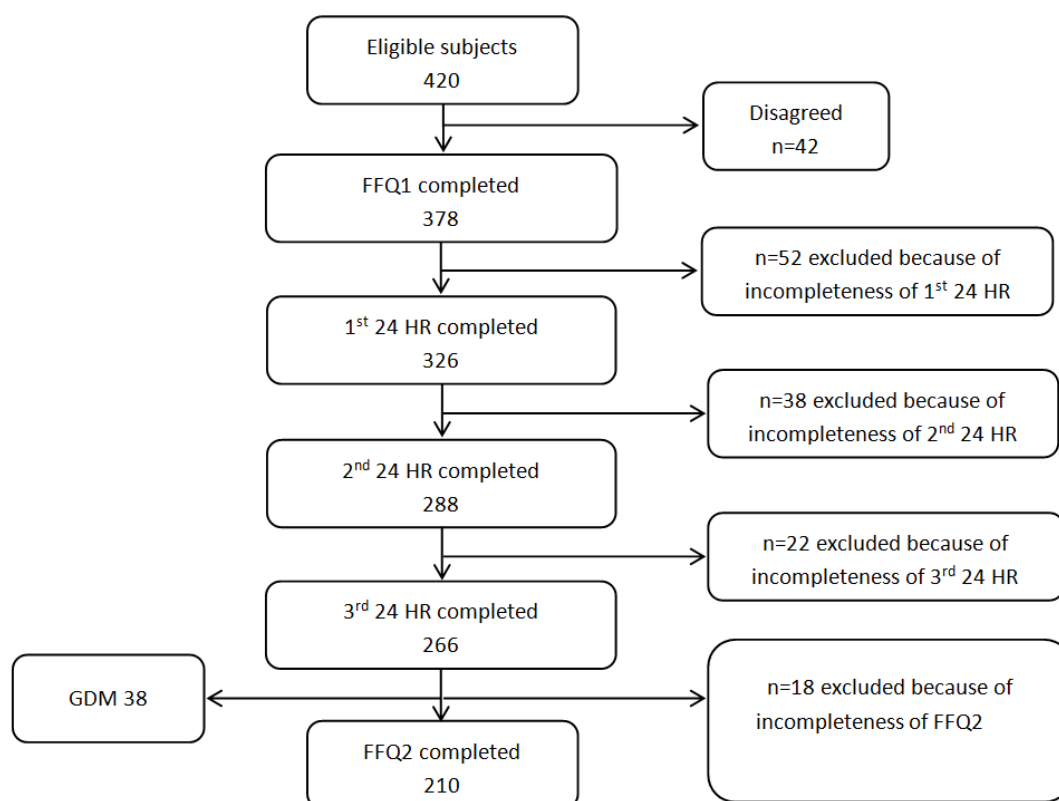 Eligible subjects
420
Disagreed
n=42
FFQ1 completed
378
n=52 excluded because of
incompleteness of 1st 24 HR
1st 24 HR completed
326
n=38 excluded because of
incompleteness of 2nd 24 HR
2nd 24 HR completed
288
n=22 excluded because of
incompleteness of 3rd 24 HR
3rd 24 HR completed
266
GDM 38
n=18 excluded because of
incompleteness of FFQ2
FFQ2 completed
210